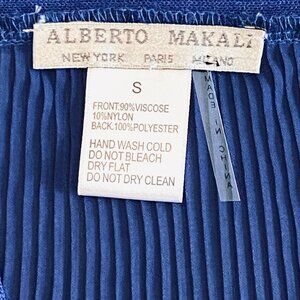 ALBERTO MAKALI
NEW YORK PARIS MILANO
S
FRONT.90%VISCOSE
10%NYLON
BACK.100%POLYESTER
HAND WASH COLD
DO NOT BLEACH
DRY FLAT
DO NOT DRY CLEAN
MADE IN CHINA